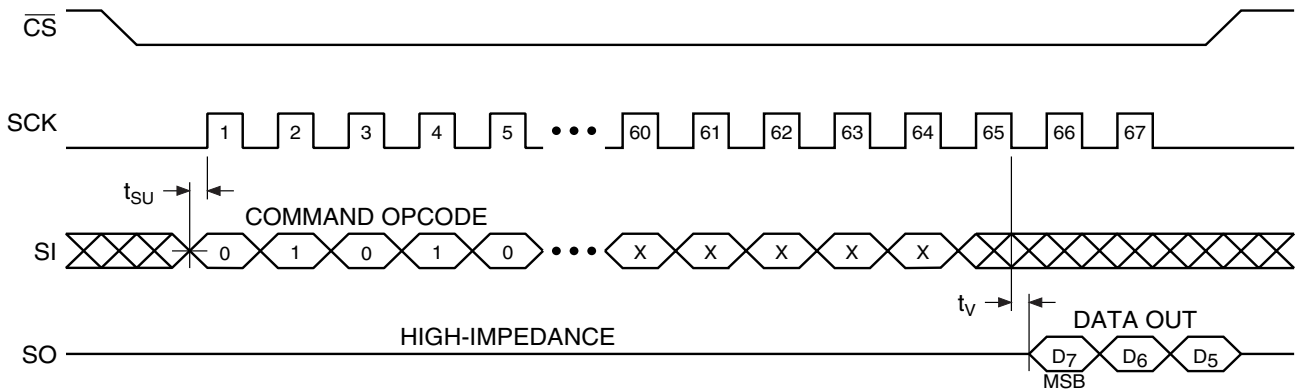 CS
SCK
1 2 3 4 5 ••• 60 61 62 63 64 65 66 67
tSU
COMMAND OPCODE
SI
0 1 0 1 0 ••• X X X X X
tV
HIGH-IMPEDANCE
DATA OUT
SO
D7 D6 D5
MSB